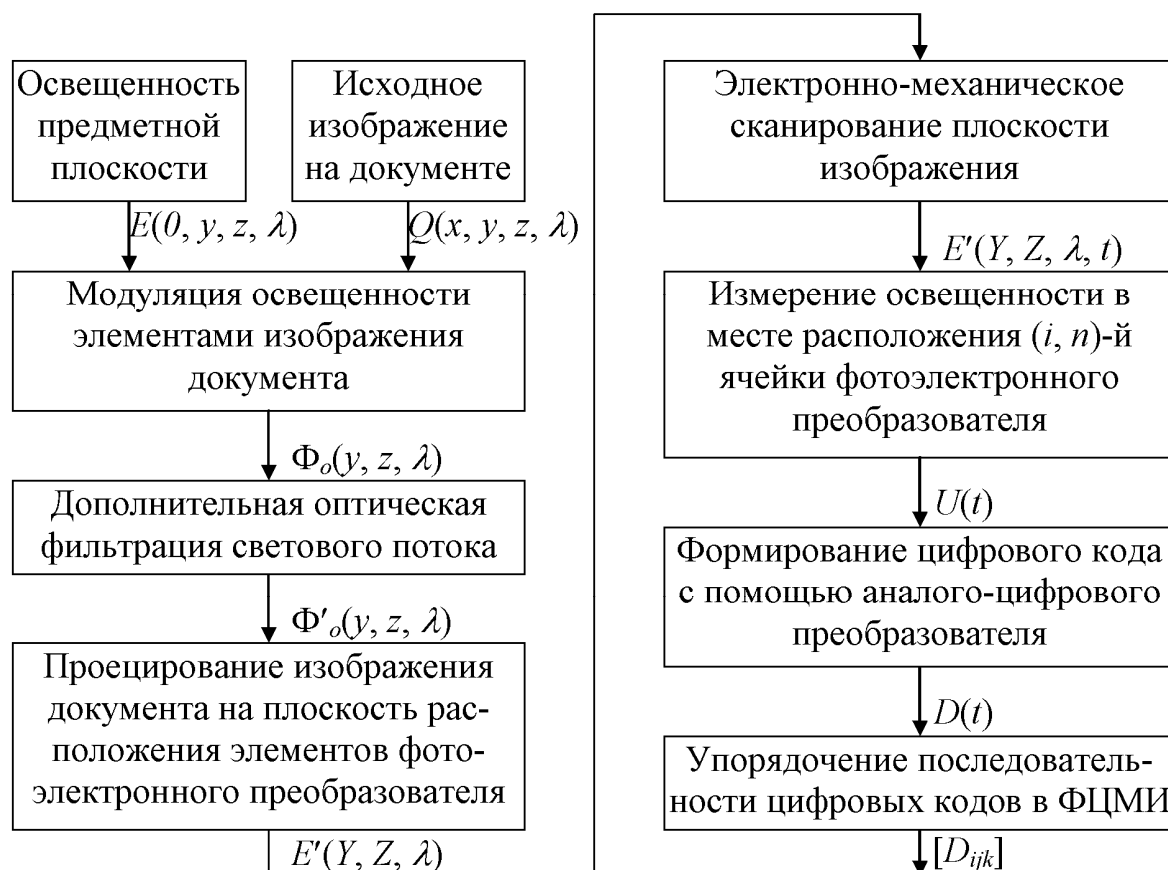 Освещенность
предметной
плоскости
Исходное
изображение
на документе
E(0, y, z, λ)
Q(x, y, z, λ)
Модуляция освещенности
элементами изображения
документа
Фo(y, z, λ)
Дополнительная оптическая
фильтрация светового потока
Ф′o(y, z, λ)
Проецирование изображения
документа на плоскость рас-
положения элементов фото-
электронного преобразователя
E′(Y, Z, λ)
Электронно-механическое
сканирование плоскости
изображения
E′(Y, Z, λ, t)
Измерение освещенности в
месте расположения (i, n)-й
ячейки фотоэлектронного
преобразователя
U(t)
Формирование цифрового кода
с помощью аналого-цифрового
преобразователя
D(t)
Упорядочение последователь-
ности цифровых кодов в ФЦМИ
[Dijk]